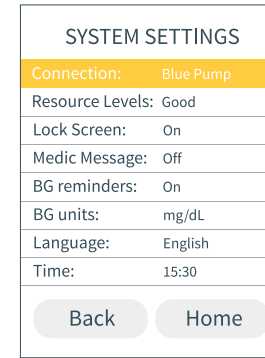 SYSTEM SETTINGS
Connection: Blue Pump
Resource Levels: Good
Lock Screen: On
Medic Message: Off
BG reminders: On
BG units: mg/dL
Language: English
Time: 15:30
Back Home